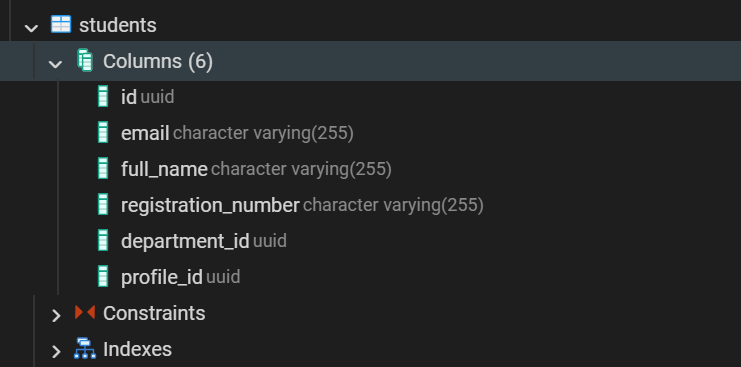 students
Columns (6)
id uuid
email character varying(255)
full_name character varying(255)
registration_number character varying(255)
department_id uuid
profile_id uuid
Constraints
Indexes